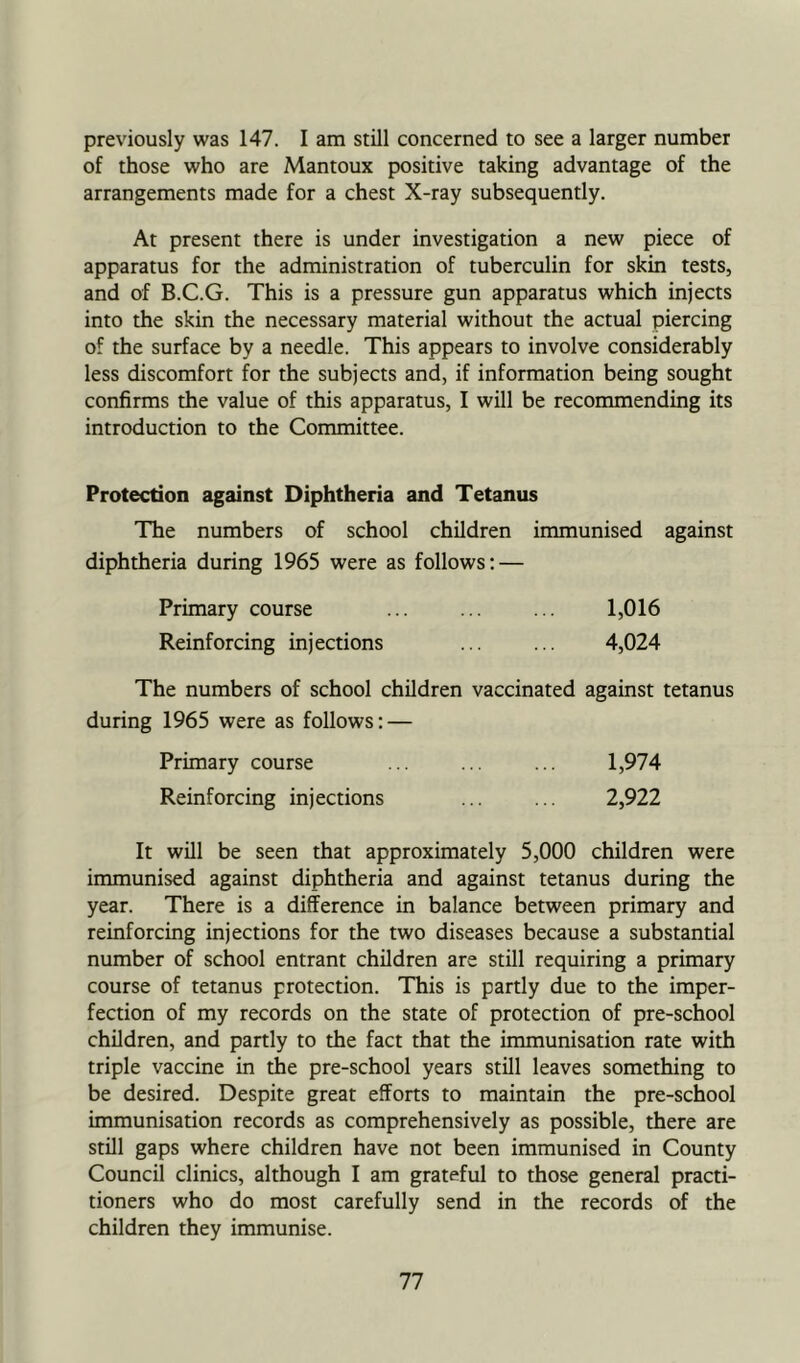 previously was 147. I am still concerned to see a larger number
of those who are Mantoux positive taking advantage of the
arrangements made for a chest X-ray subsequently.
At present there is under investigation a new piece of
apparatus for the administration of tuberculin for skin tests,
and of B.C.G. This is a pressure gun apparatus which injects
into the skin the necessary material without the actual piercing
of the surface by a needle. This appears to involve considerably
less discomfort for the subjects and, if information being sought
confirms the value of this apparatus, I will be recommending its
introduction to the Committee.
Protection against Diphtheria and Tetanus
The numbers of school children immunised against
diphtheria during 1965 were as follows:—
Primary course ... ... ... 1,016
Reinforcing injections ... ... 4,024
The numbers of school children vaccinated against tetanus
during 1965 were as follows:—
Primary course ... ... ... 1,974
Reinforcing injections ... ... 2,922
It will be seen that approximately 5,000 children were
immunised against diphtheria and against tetanus during the
year. There is a difference in balance between primary and
reinforcing injections for the two diseases because a substantial
number of school entrant children are still requiring a primary
course of tetanus protection. This is partly due to the imper-
fection of my records on the state of protection of pre-school
children, and partly to the fact that the immunisation rate with
triple vaccine in the pre-school years still leaves something to
be desired. Despite great efforts to maintain the pre-school
immunisation records as comprehensively as possible, there are
still gaps where children have not been immunised in County
Council clinics, although I am grateful to those general practi-
tioners who do most carefully send in the records of the
children they immunise.
77